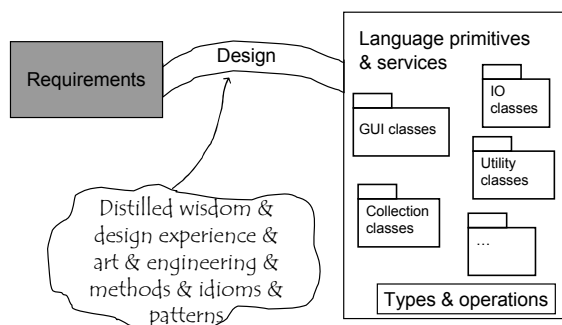 Requirements
Design
Language primitives
& services
IO
classes
GUI classes
Utility
classes
Collection
classes
...
Types & operations
Distilled wisdom &
design experience &
art & engineering &
methods & idioms &
patterns